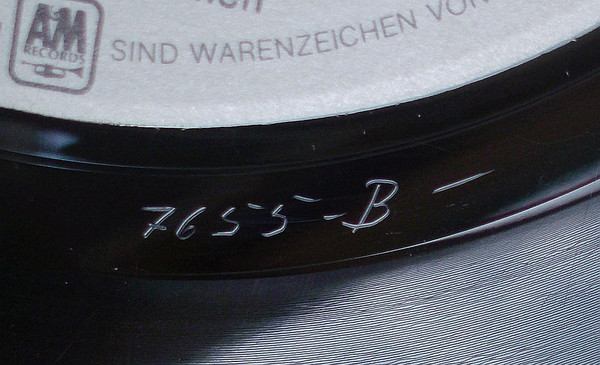 A&M
RECORDS
SIND WARENZEICHEN VON
7655-B -